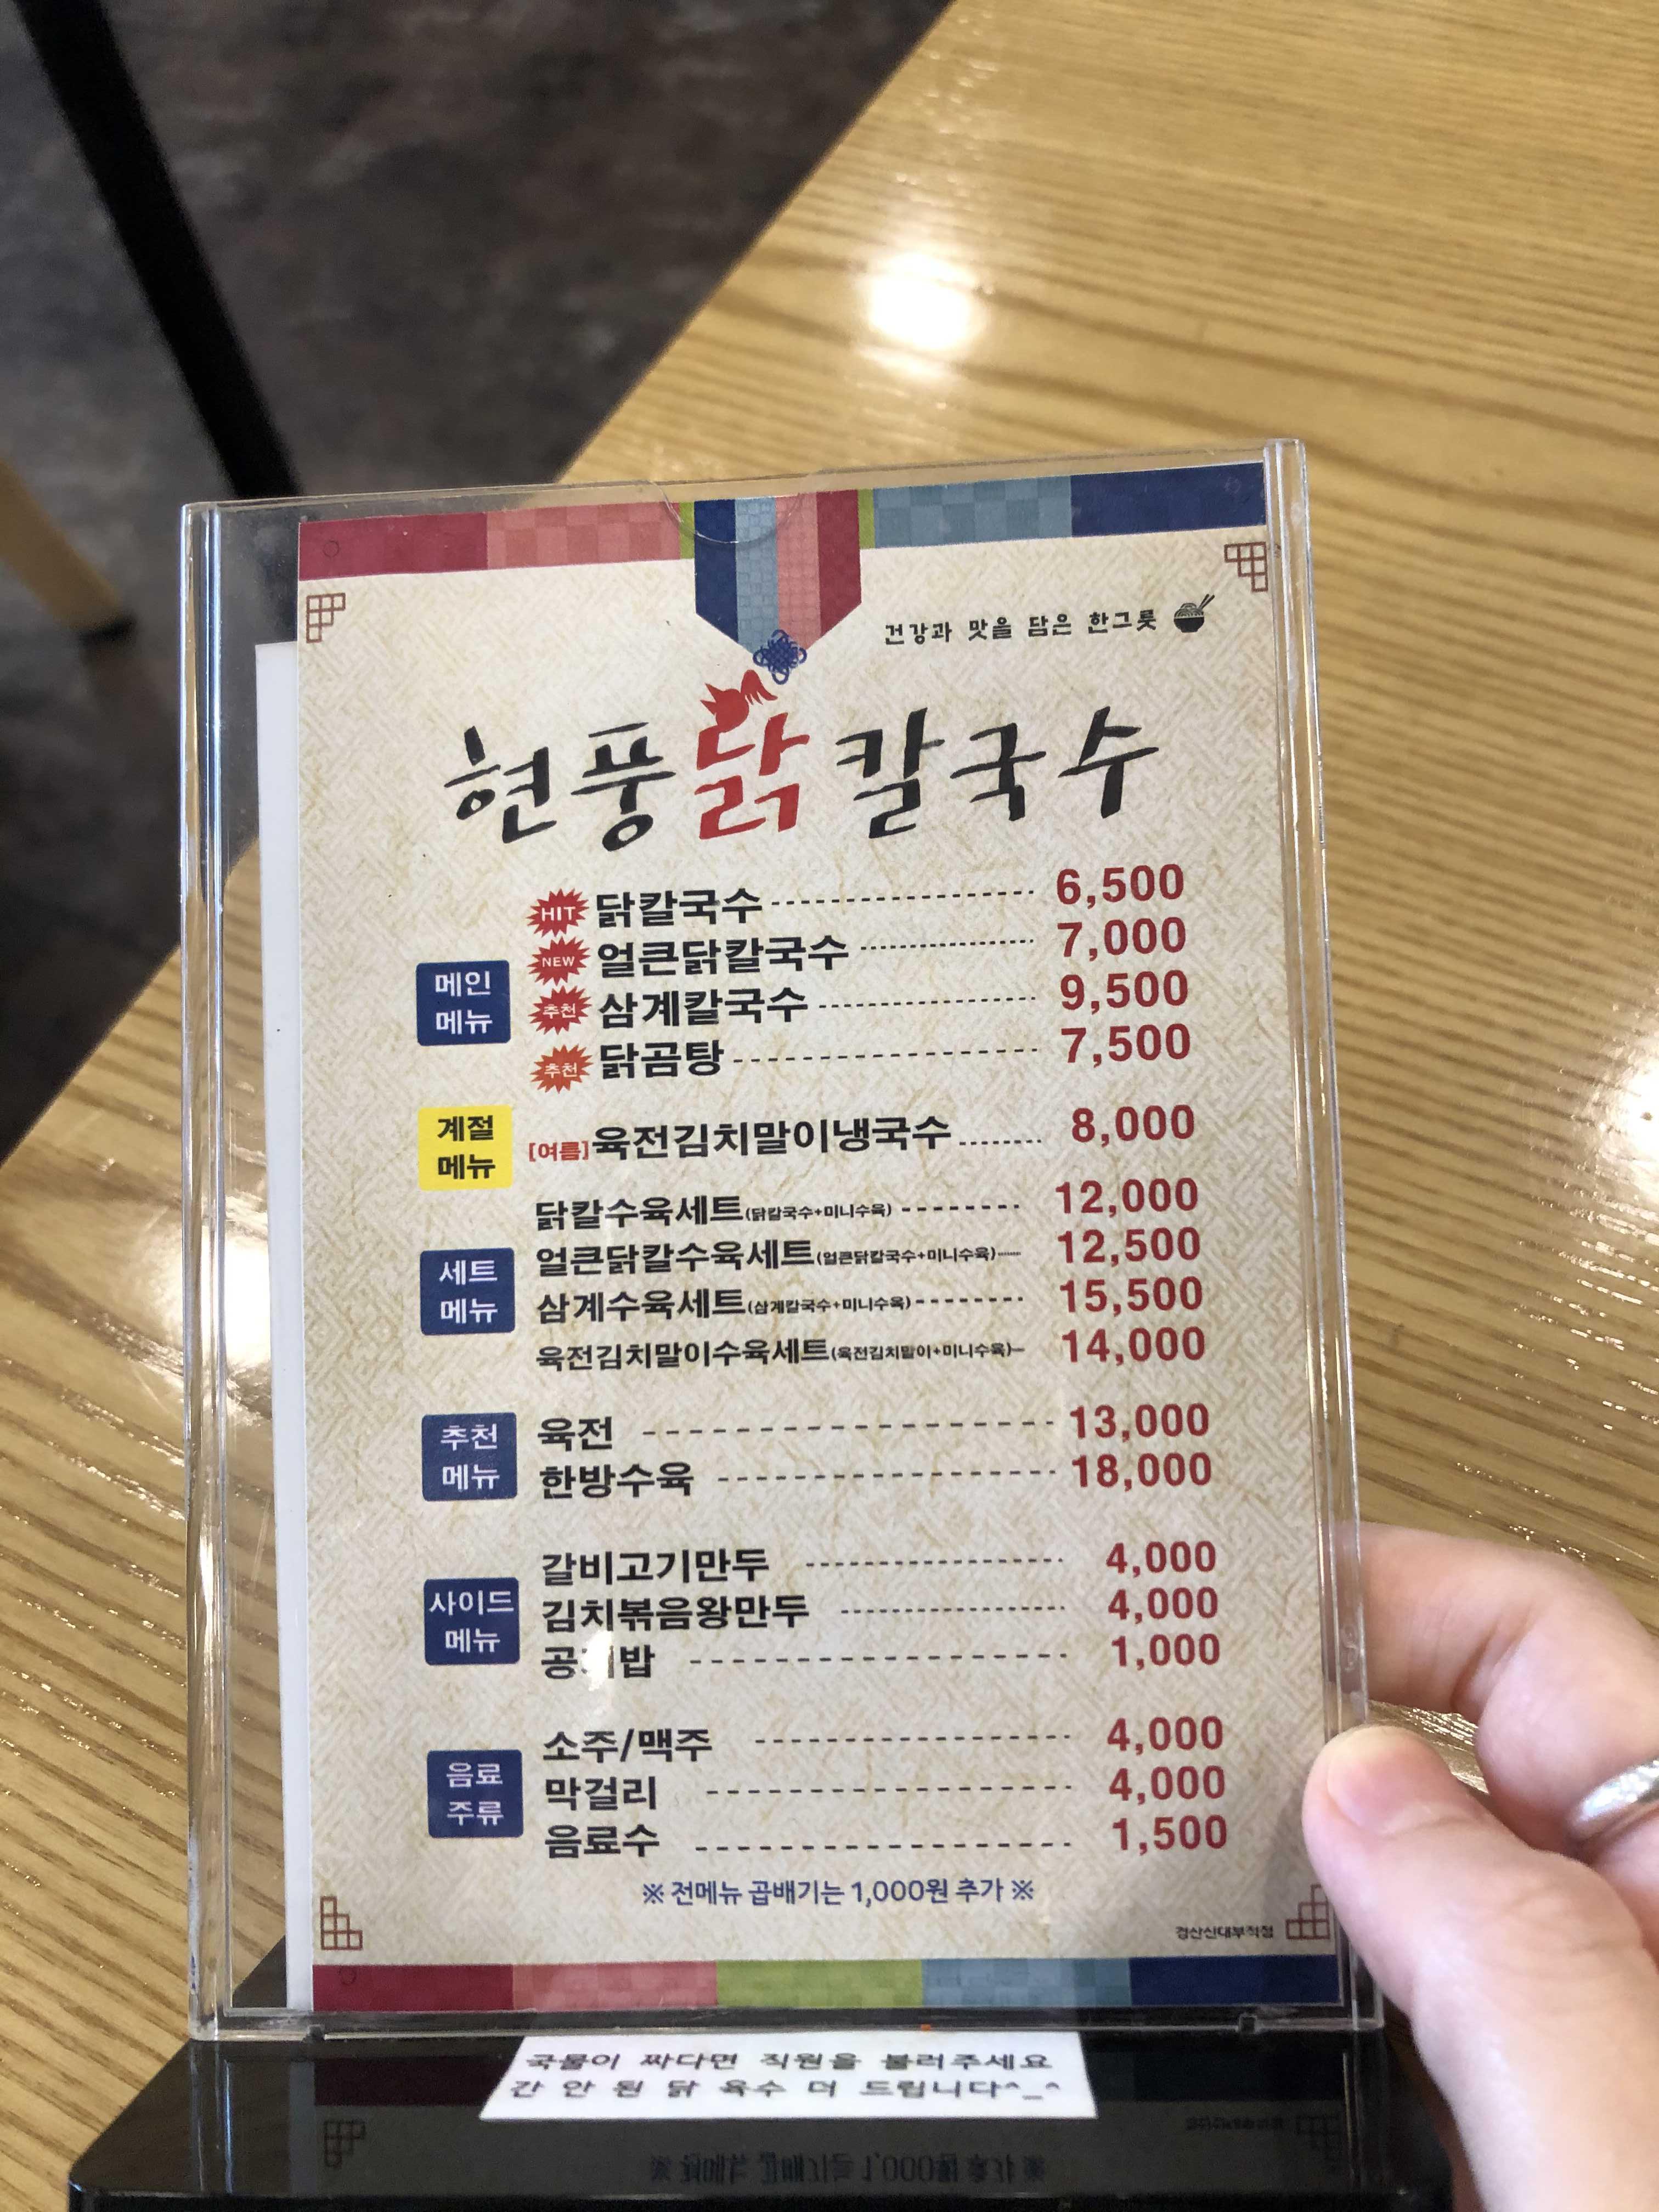 건강과 맛을 담은 한그릇
현풍닭칼국수
메인
메뉴
HIT 닭칼국수 6,500
NEW 얼큰닭칼국수 7,000
추천 삼계칼국수 9,500
추천 닭곰탕 7,500
계절
메뉴
[여름]육전김치말이냉국수 8,000
세트
메뉴
닭칼수육세트(닭칼국수+미니수육) 12,000
얼큰닭칼수육세트(얼큰닭칼국수+미니수육) 12,500
삼계수육세트(삼계칼국수+미니수육) 15,500
육전김치말이수육세트(육전김치말이+미니수육) 14,000
추천
메뉴
육전 13,000
한방수육 18,000
사이드
메뉴
갈비고기만두 4,000
김치볶음왕만두 4,000
공기밥 1,000
음료
주류
소주/맥주 4,000
막걸리 4,000
음료수 1,500
※ 전메뉴 곱배기는 1,000원 추가 ※
경산신대부적점
국물이 짜다면 직원을 불러주세요
간 안 된 닭 육수 더 드립니다^_^